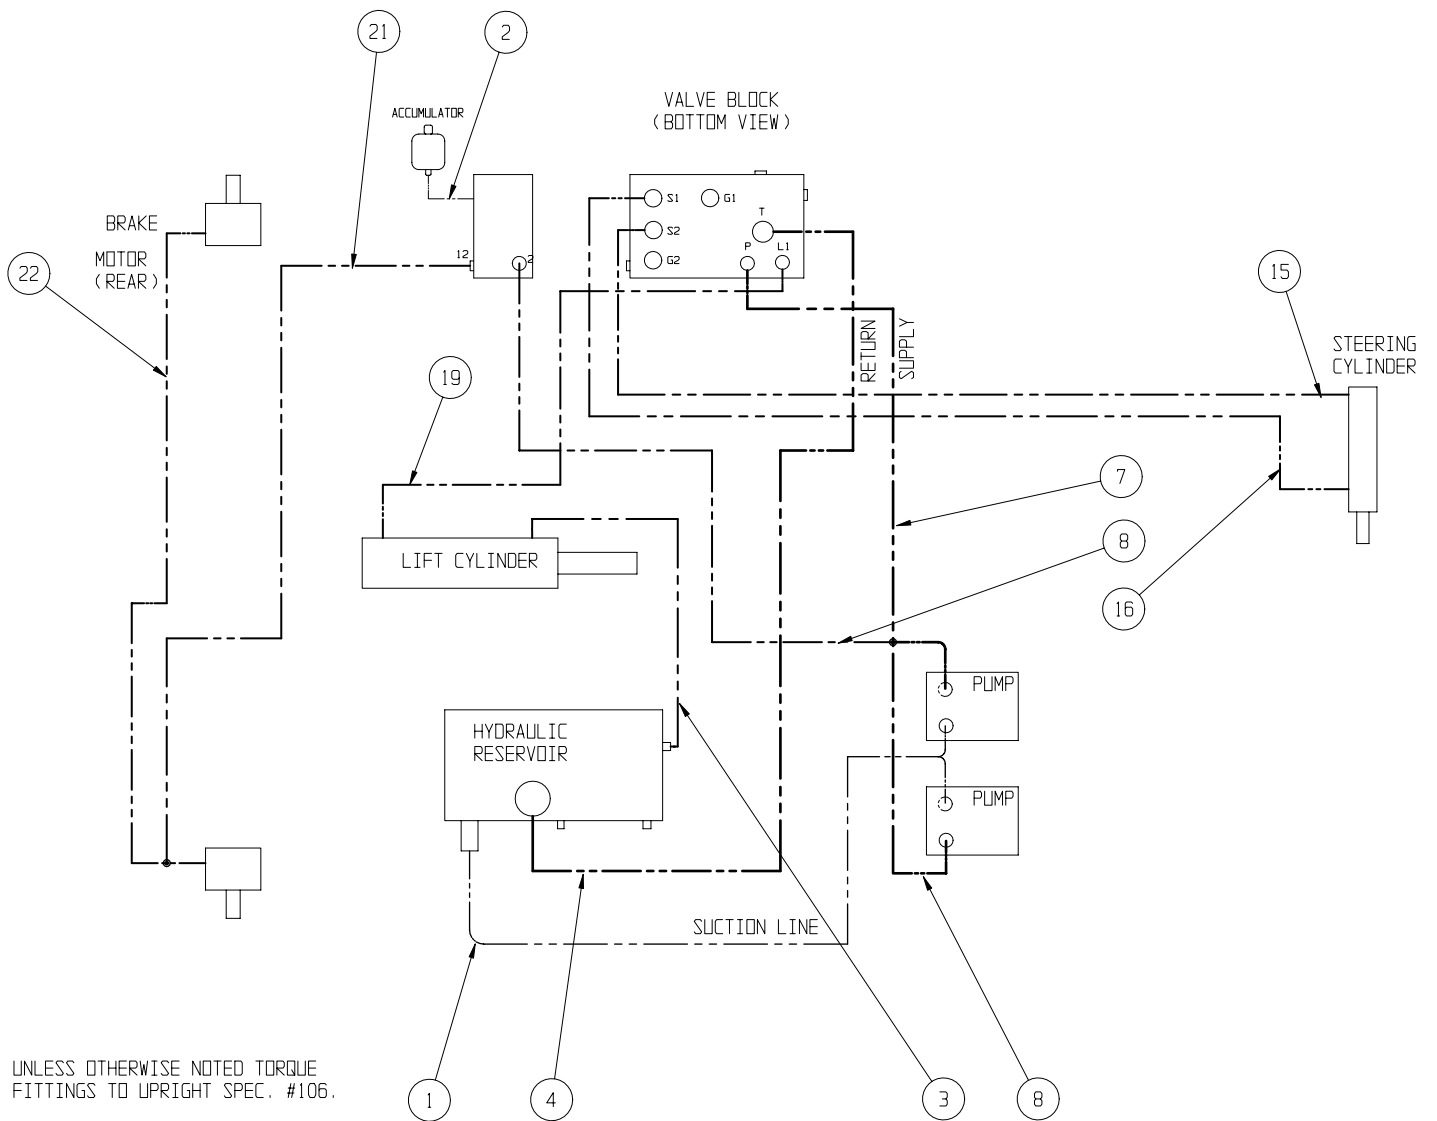 21
2
VALVE BLOCK
(BOTTOM VIEW)
ACCUMULATOR
S1
G1
T
S2
P
L1
G2
BRAKE
MOTOR
(REAR)
12
2
22
15
RETURN
SUPPLY
STEERING
CYLINDER
19
7
8
16
LIFT CYLINDER
PUMP
HYDRAULIC
RESERVOIR
PUMP
SUCTION LINE
UNLESS OTHERWISE NOTED TORQUE
FITTINGS TO UPRIGHT SPEC. #106.
1
4
3
8